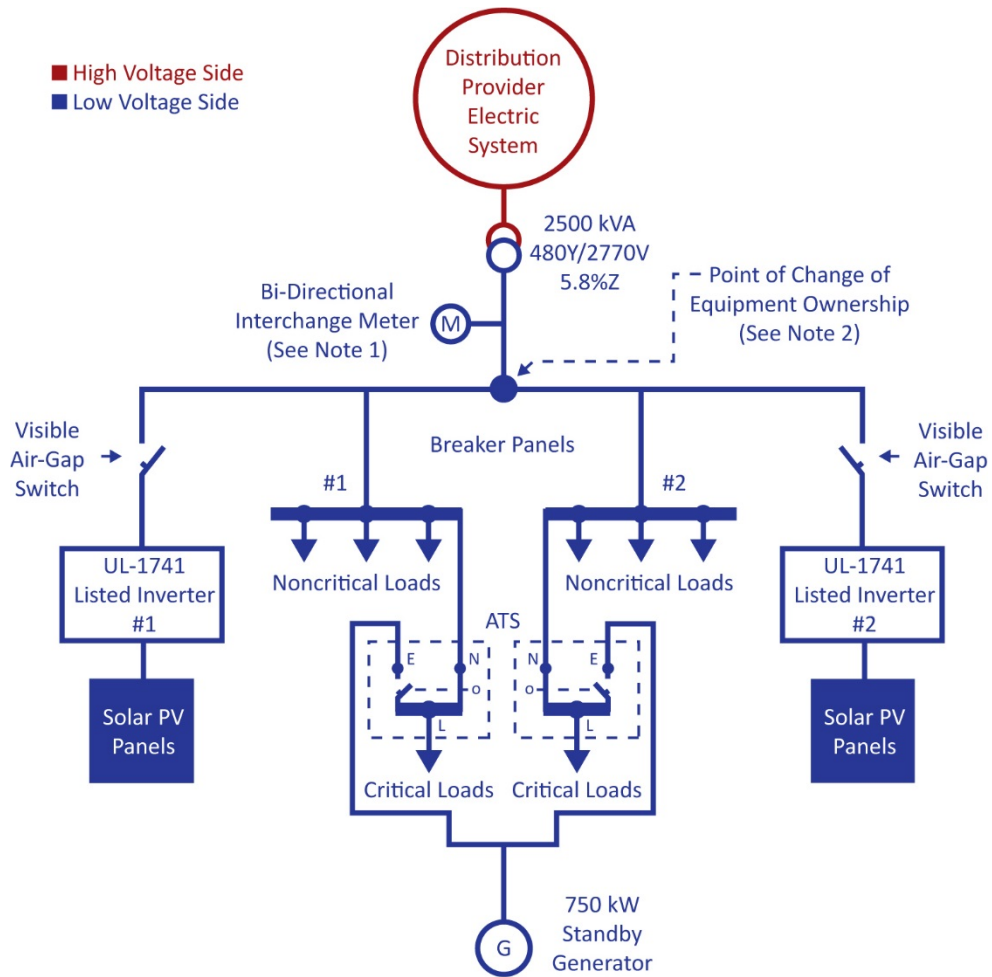 High Voltage Side
Low Voltage Side
Distribution
Provider
Electric
System
2500 kVA
480Y/2770V
5.8%Z
Bi-Directional
Interchange Meter
(See Note 1)
M
Point of Change of
Equipment Ownership
(See Note 2)
Visible
Air-Gap
Switch
Breaker Panels
#1
#2
Visible
Air-Gap
Switch
UL-1741
Listed Inverter
#1
Noncritical Loads
Noncritical Loads
UL-1741
Listed Inverter
#2
ATS
E
N
o
L
N
E
o
L
Solar PV
Panels
Critical Loads
Critical Loads
Solar PV
Panels
G
750 kW
Standby
Generator